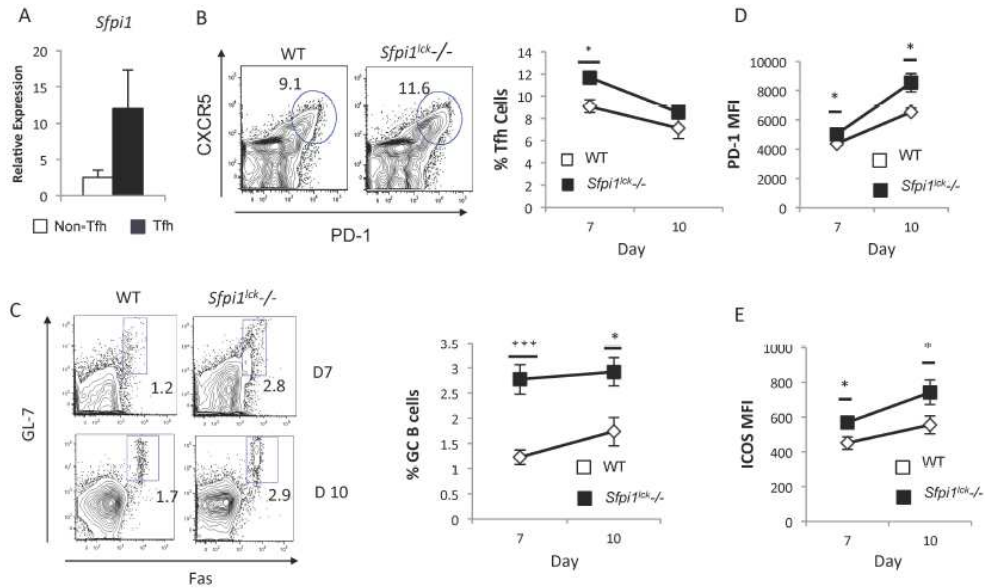 A
Sfpi1
Relative Expression
20
15
10
5
0
Non-Tfh Tfh
B
WT Sfpi1lck-/-
9.1 11.6
CXCR5
PD-1
% Tfh Cells
14
12
10
8
6
4
2
0
*
WT
Sfpi1lck-/-
7 10
Day
D
PD-1 MFI
10000
8000
6000
4000
2000
0
* *
WT
Sfpi1lck-/-
7 10
Day
C
WT Sfpi1lck-/-
GL-7
1.2 2.8 D7
1.7 2.9 D 10
Fas
% GC B cells
3.5
3
2.5
2
1.5
1
0.5
0
+++ *
WT
Sfpi1lck-/-
7 10
Day
E
ICOS MFI
1000
800
600
400
200
0
* *
WT
Sfpi1lck-/-
7 10
Day